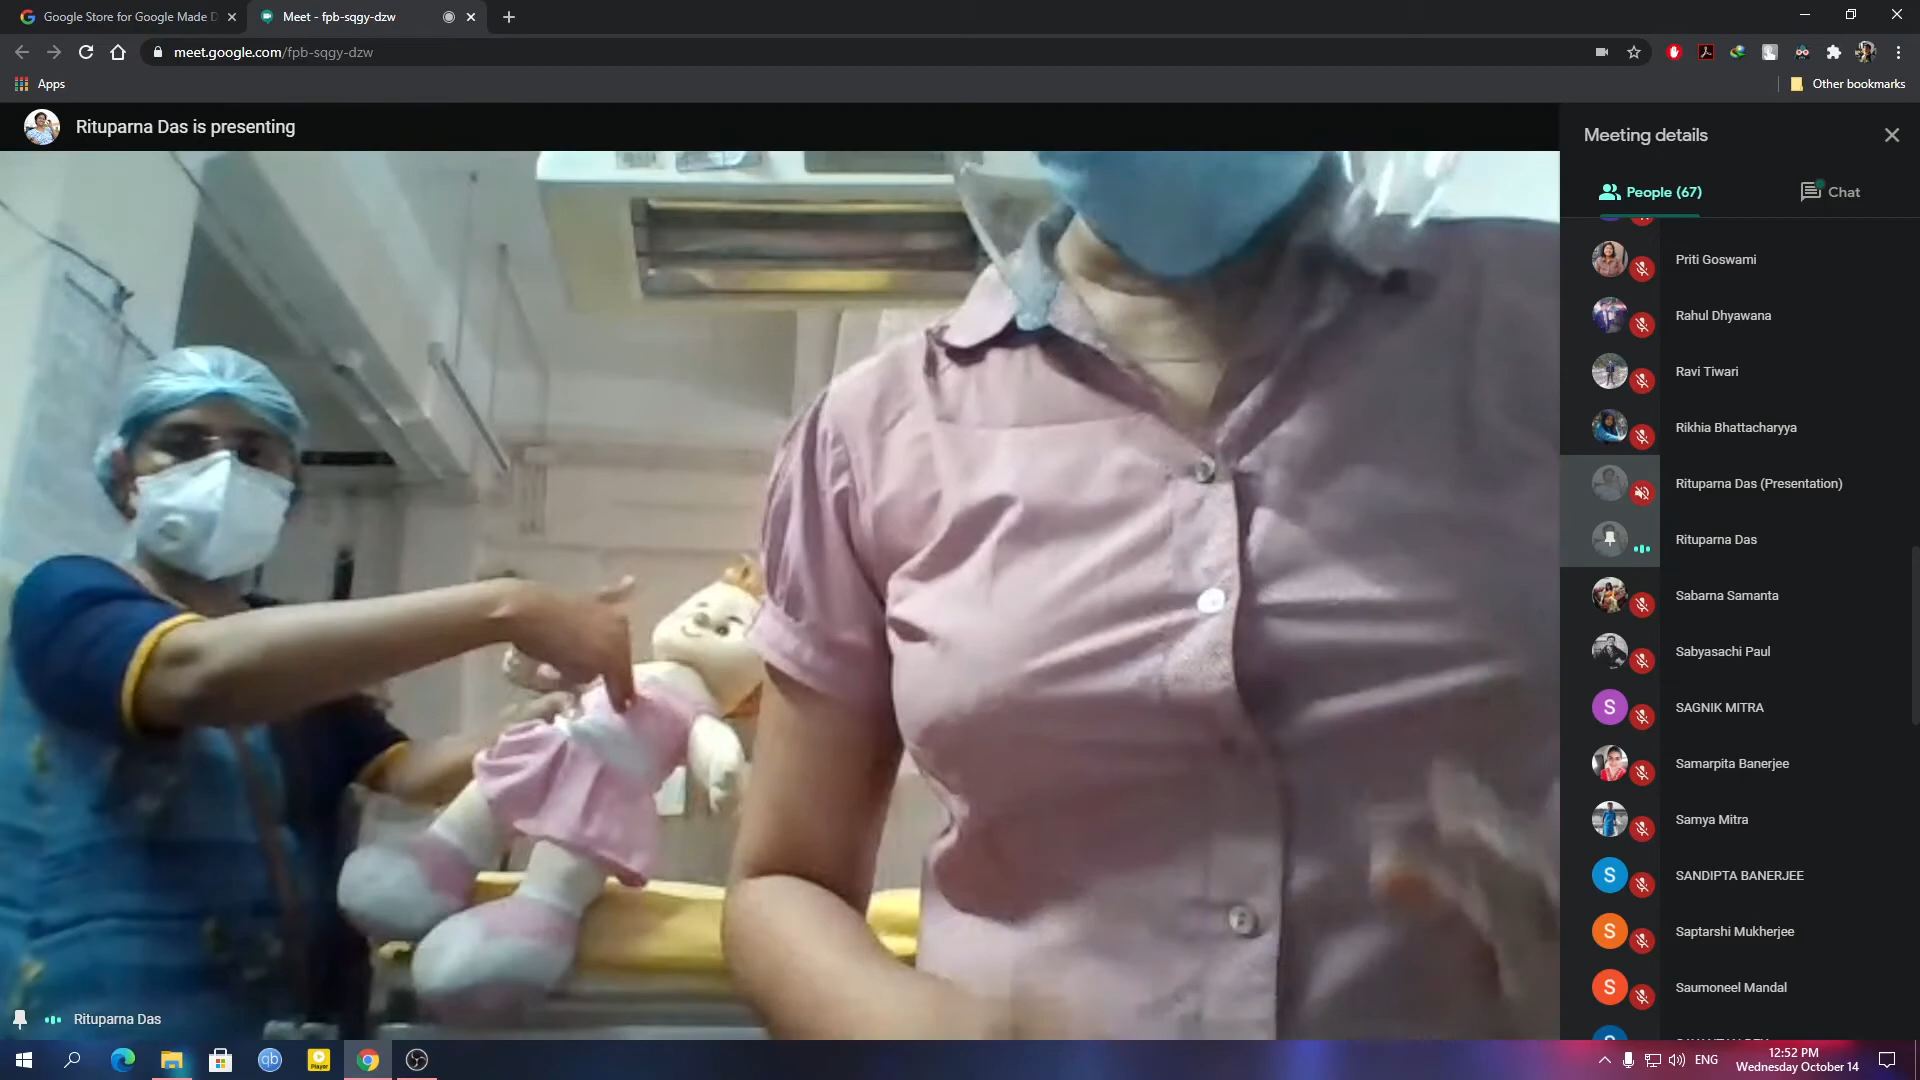 Google Store for Google Made D
Meet - fpb-sqgy-dzw
meet.google.com/fpb-sqgy-dzw
Apps
Other bookmarks
Rituparna Das is presenting
Meeting details
People (67)
Chat
Priti Goswami
Rahul Dhyawana
Ravi Tiwari
Rikhia Bhattacharyya
Rituparna Das (Presentation)
Rituparna Das
Sabarna Samanta
Sabyasachi Paul
S SAGNIK MITRA
Samarpita Banerjee
Samya Mitra
S SANDIPTA BANERJEE
S Saptarshi Mukherjee
S Saumoneel Mandal
Rituparna Das
qb
Player
ENG
12:52 PM
Wednesday October 14